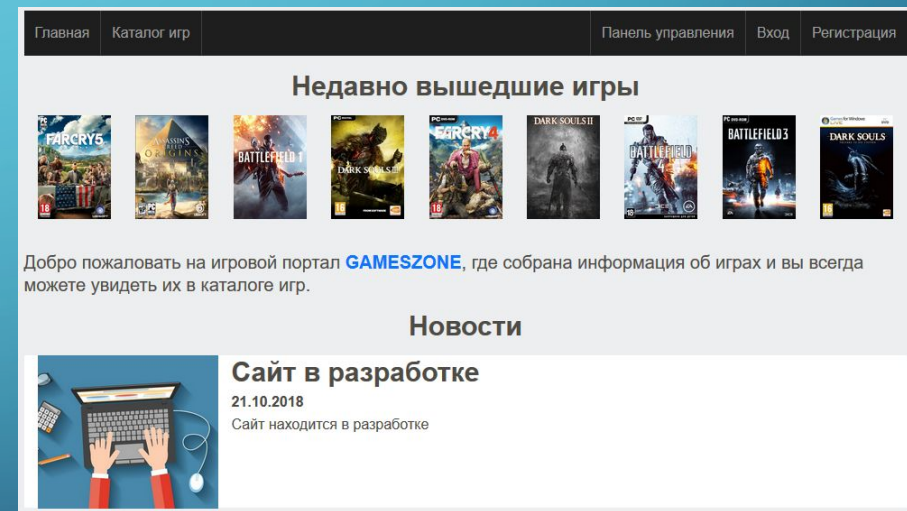 Главная Каталог игр Панель управления Вход Регистрация
Недавно вышедшие игры
FARCRY5
ASSASSIN'S
CREED
ORIGINS
BATTLEFIELD 1
DARK SOULS III
FARCRY4
DARK SOULS II
BATTLEFIELD
4
BATTLEFIELD 3
DARK SOULS
Добро пожаловать на игровой портал GAMESZONE, где собрана информация об играх и вы всегда
можете увидеть их в каталоге игр.
Новости
Сайт в разработке
21.10.2018
Сайт находится в разработке